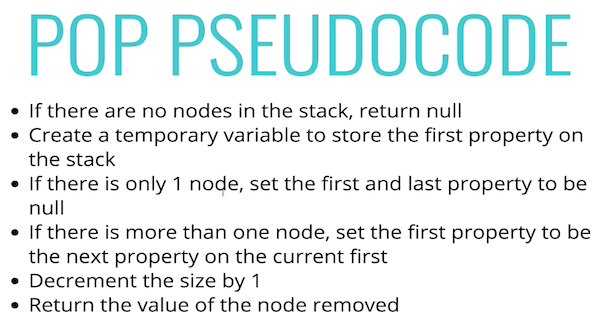 POP PSEUDOCODE
• If there are no nodes in the stack, return null
• Create a temporary variable to store the first property on
the stack
• If there is only 1 node, set the first and last property to be
null
• If there is more than one node, set the first property to be
the next property on the current first
• Decrement the size by 1
• Return the value of the node removed